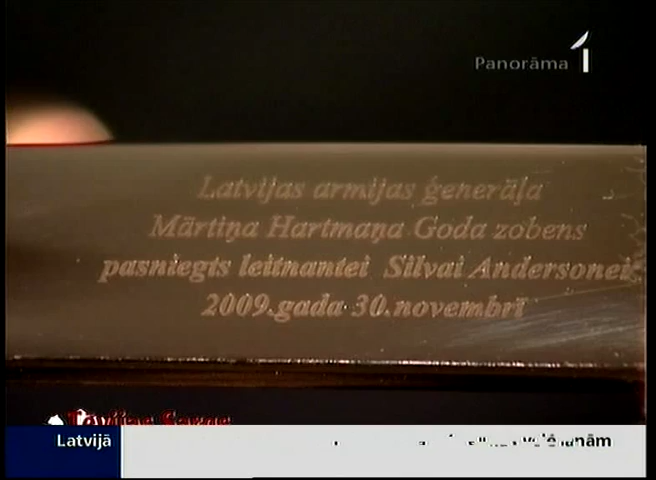 Panorāma 1
Latvijas armijas ģenerāļa
Mārtiņa Hartmaņa Goda zobens
pasniegts leitnantei Silvai Andersonei
2009.gada 30.novembrī
Latvijā